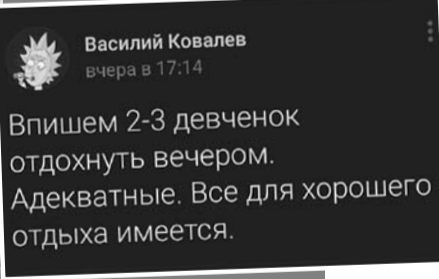 Василий Ковалев
вчера в 17:14
Впишем 2-3 девченок
отдохнуть вечером.
Адекватные. Все для хорошего
отдыха имеется.